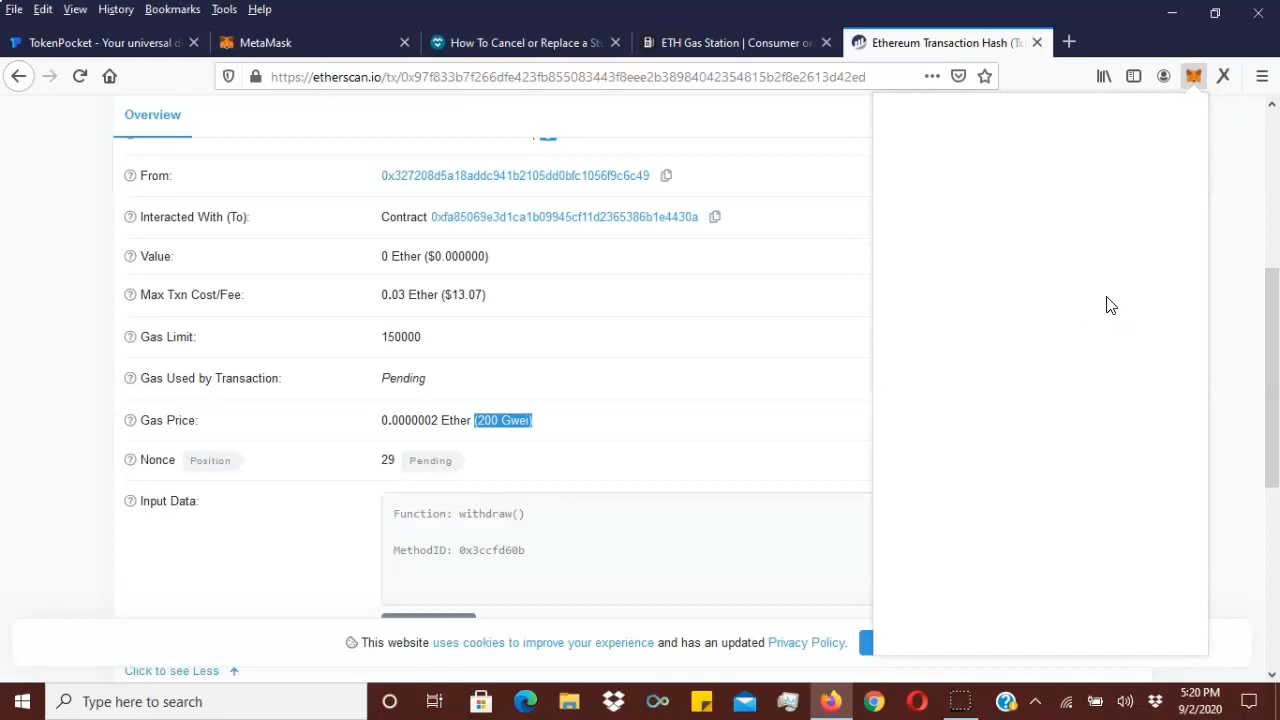 File Edit View History Bookmarks Tools Help
TokenPocket - Your universal d
MetaMask
How To Cancel or Replace a St
ETH Gas Station | Consumer or
Ethereum Transaction Hash (Tx
https://etherscan.io/tx/0x97f833b7f266dfe423fb855083443f8eee2b38984042354815b2f8e2613d42ed
Overview
From: 0x327208d5a18addc941b2105dd0bfc1056f9c6c49
Interacted With (To): Contract 0xfa85069e3d1ca1b09945cf11d2365386b1e4430a
Value: 0 Ether ($0.000000)
Max Txn Cost/Fee: 0.03 Ether ($13.07)
Gas Limit: 150000
Gas Used by Transaction: Pending
Gas Price: 0.0000002 Ether (200 Gwei)
Nonce Position 29 Pending
Input Data: Function: withdraw()
MethodID: 0x3ccfd60b
This website uses cookies to improve your experience and has an updated Privacy Policy.
Click to see Less
Type here to search
5:20 PM
9/2/2020